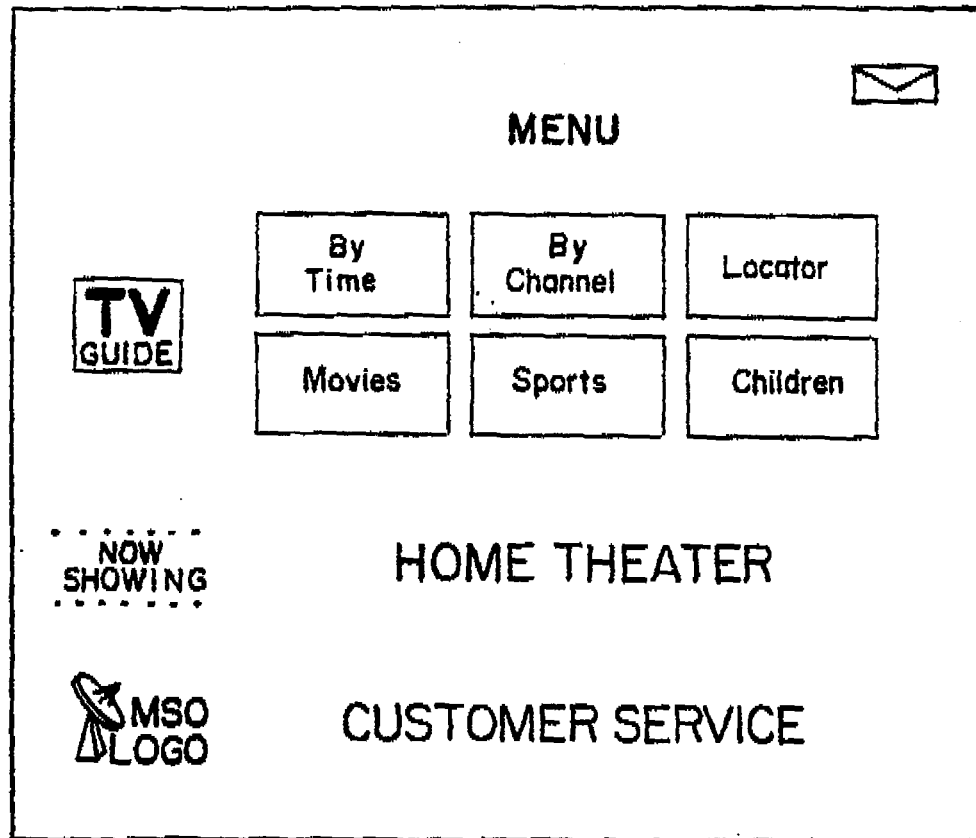 MENU
By
Time
By
Channel
Locator
TV
GUIDE
Movies
Sports
Children
NOW
SHOWING
HOME THEATER
MSO
LOGO
CUSTOMER SERVICE